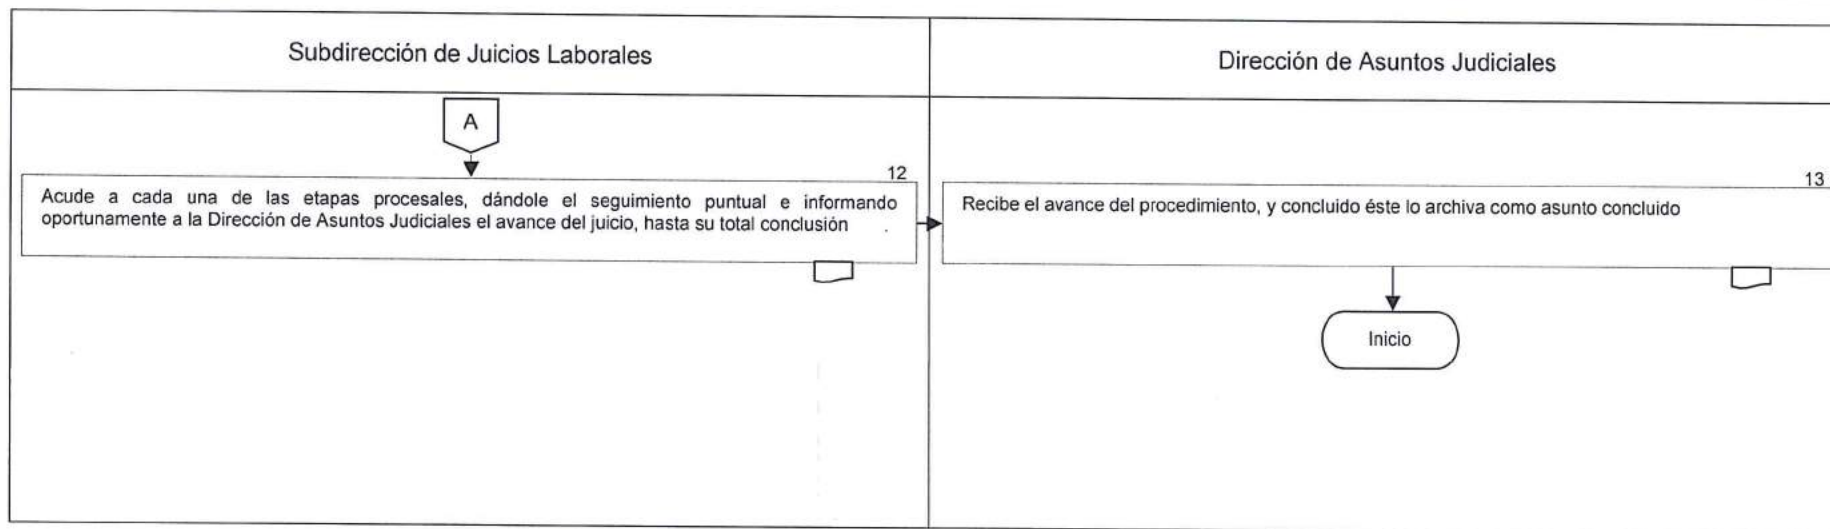 Subdirección de Juicios Laborales
Dirección de Asuntos Judiciales
A
12
Acude a cada una de las etapas procesales, dándole el seguimiento puntual e informando
oportunamente a la Dirección de Asuntos Judiciales el avance del juicio, hasta su total conclusión
13
Recibe el avance del procedimiento, y concluido éste lo archiva como asunto concluido
Inicio